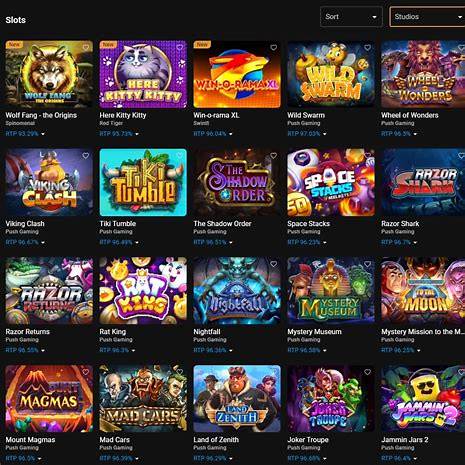 Slots
Sort
Studios
New
New
New
WOLF FANG
THE ORIGINS
HERE
KITTY KITTY
WIN-O-RAMA XL
WILD
SWARM
WHEEL OF
WONDERS
Wolf Fang - the Origins
Here Kitty Kitty
Win-o-rama XL
Wild Swarm
Wheel of Wonders
Spinomenal
Red Tiger
Swintt
Push Gaming
Push Gaming
RTP 93.29%
RTP 95.73%
RTP 96.04%
RTP 97.03%
RTP 96.5%
VIKING
CLASH
TIKI
TUMBLE
THE
SHADOW
ORDER
SPACE
STACKS
RAZOR
SHARK
Viking Clash
Tiki Tumble
The Shadow Order
Space Stacks
Razor Shark
Push Gaming
Push Gaming
Push Gaming
Push Gaming
Push Gaming
RTP 96.67%
RTP 96.49%
RTP 96.51%
RTP 96.23%
RTP 96.7%
RAZOR
RETURNS
RAT
KING
Nightfall
MYSTERY
MUSEUM
TOTAL
MOON
Razor Returns
Rat King
Nightfall
Mystery Museum
Mystery Mission to the M...
Push Gaming
Push Gaming
Push Gaming
Push Gaming
Push Gaming
RTP 96.55%
RTP 96.3%
RTP 96.36%
RTP 96.58%
RTP 96.25%
MOUNT
MAGMAS
MAD CARS
LAND
OF
ZENITH
JOKER
TROUPE
JAMMIN'
JARS 2
Mount Magmas
Mad Cars
Land of Zenith
Joker Troupe
Jammin Jars 2
Push Gaming
Push Gaming
Push Gaming
Push Gaming
Push Gaming
RTP 96.5%
RTP 96.39%
RTP 96.29%
RTP 96.68%
RTP 96.4%